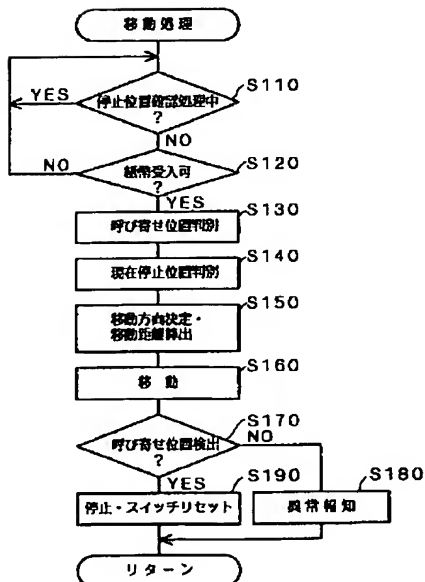 移動処理
S110
YES
停止位置確認処理中
?
NO
S120
NO
紙幣受入可
?
YES
S130
呼び寄せ位置判別
S140
現在停止位置判別
S150
移動方向決定・
移動距離算出
S160
移動
S170
呼び寄せ位置検出
?
NO
S180
YES
S190
停止・スイッチリセット
異常報知
リターン